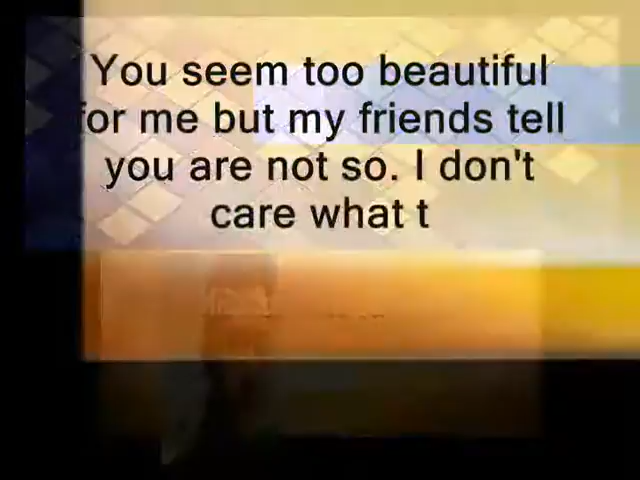 You seem too beautiful
for me but my friends tell
you are not so. I don't
care what t